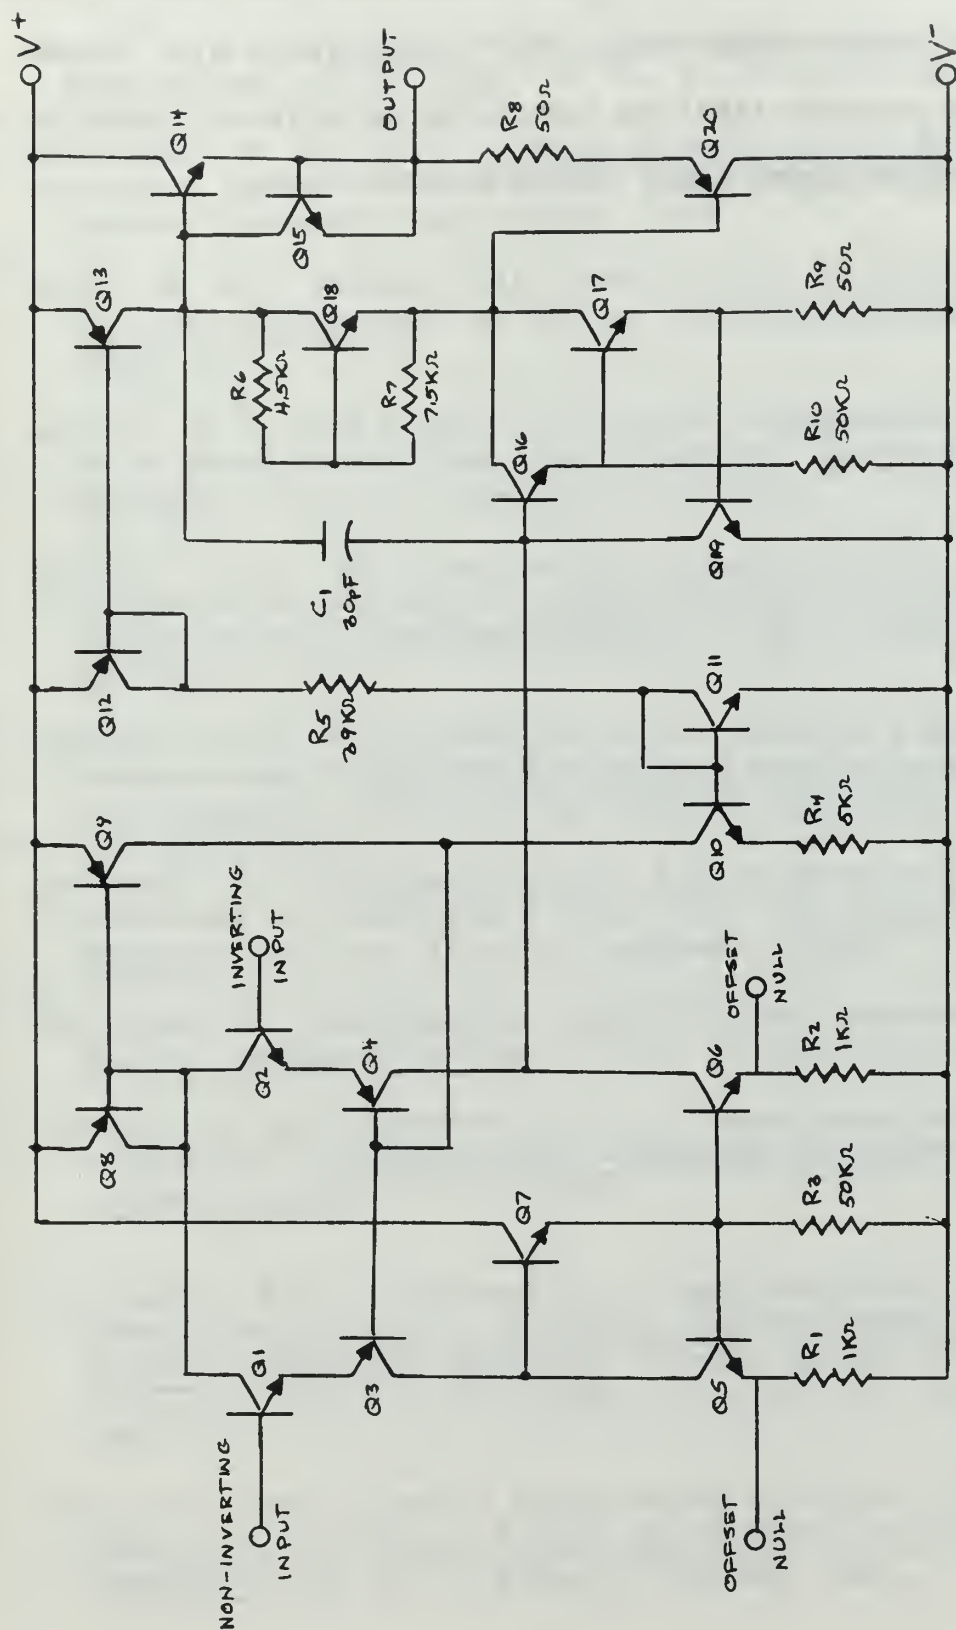 V+
Q8
Q9
Q12
Q13
Q14
NON-INVERTING
INPUT
Q1
Q2
INVERTING
INPUT
Q3
Q4
R5
39KΩ
C1
30pF
R6
4.5KΩ
Q18
R7
7.5KΩ
Q15
OUTPUT
Q7
Q16
Q17
R8
50Ω
Q5
Q6
Q10
Q11
Q19
Q20
OFFSET
NULL
R1
1KΩ
R3
50KΩ
R2
1KΩ
OFFSET
NULL
R4
5KΩ
R10
50KΩ
R9
50Ω
V-